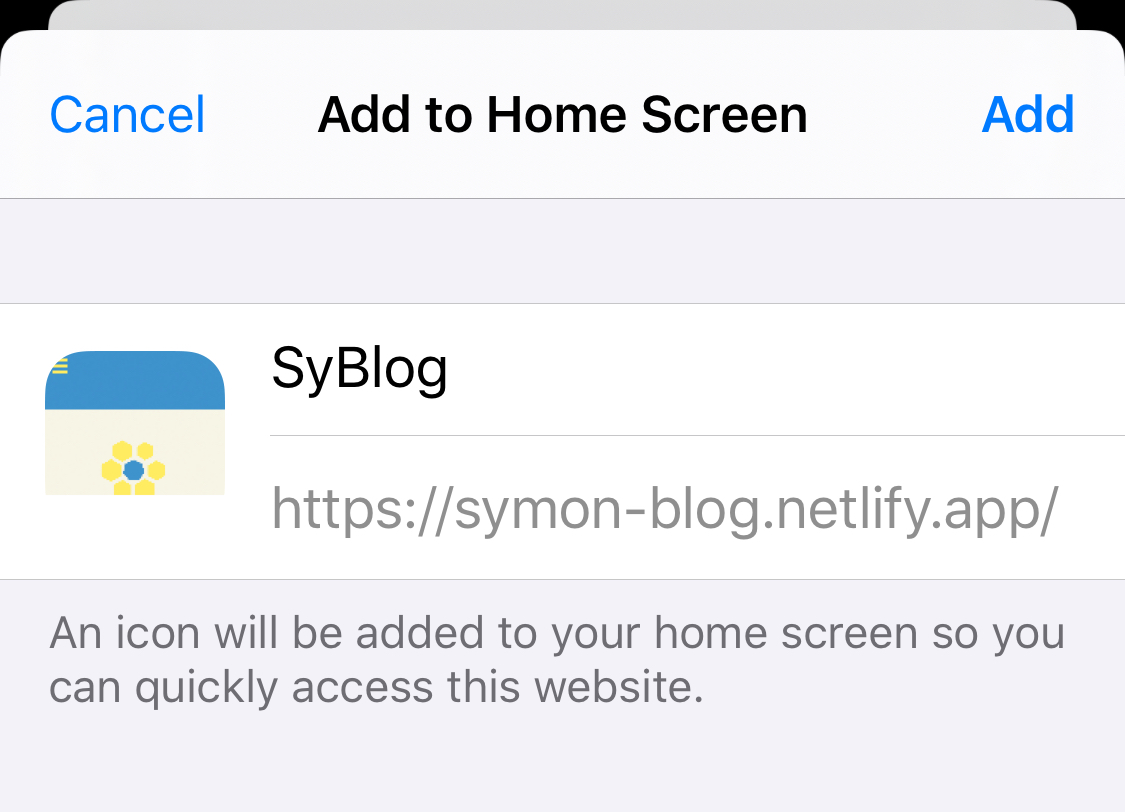 Cancel Add to Home Screen Add
SyBlog
https://symon-blog.netlify.app/
An icon will be added to your home screen so you
can quickly access this website.